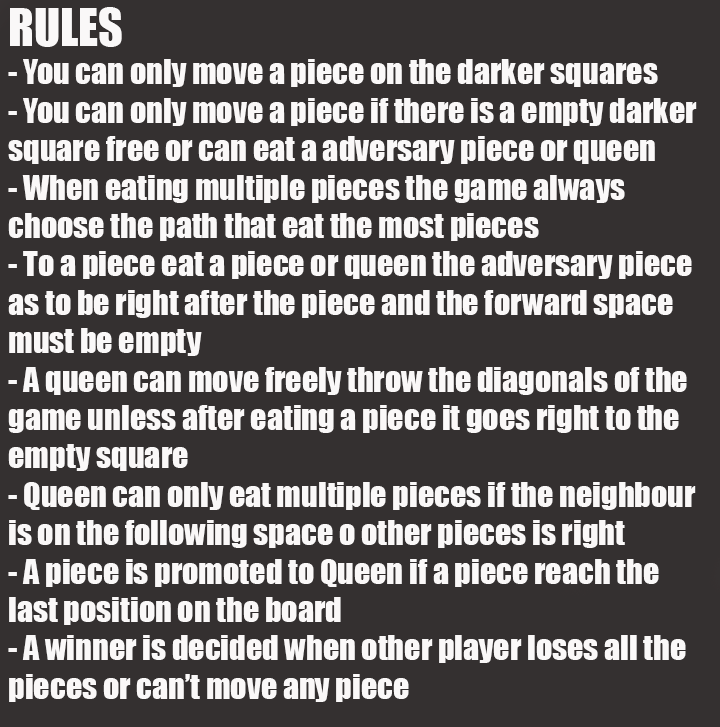 RULES
- You can only move a piece on the darker squares
- You can only move a piece if there is a empty darker
square free or can eat a adversary piece or queen
- When eating multiple pieces the game always
choose the path that eat the most pieces
- To a piece eat a piece or queen the adversary piece
as to be right after the piece and the forward space
must be empty
- A queen can move freely throw the diagonals of the
game unless after eating a piece it goes right to the
empty square
- Queen can only eat multiple pieces if the neighbour
is on the following space o other pieces is right
- A piece is promoted to Queen if a piece reach the
last position on the board
- A winner is decided when other player loses all the
pieces or can’t move any piece